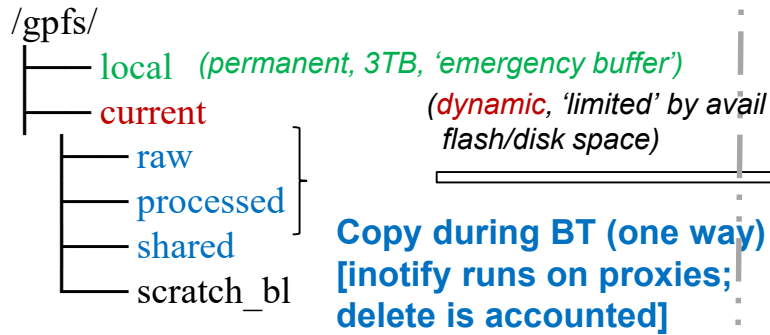 /gpfs/
local (permanent, 3TB, ‘emergency buffer’)
current
(dynamic, ‘limited’ by avail
flash/disk space)
raw
processed
shared
scratch_bl
Copy during BT (one way)
[inotify runs on proxies;
delete is accounted]